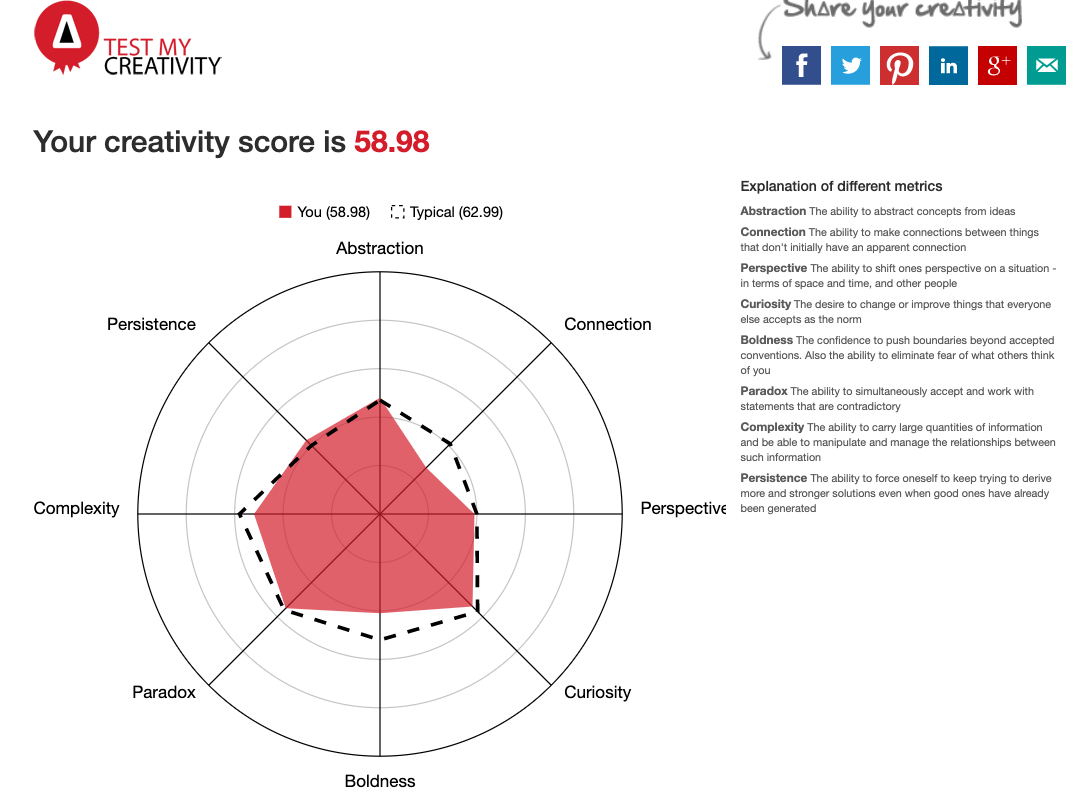 Share your creativity
TEST MY
CREATIVITY
f
in
g+
Your creativity score is 58.98
You (58.98)
Typical (62.99)
Abstraction
Persistence
Connection
Complexity
Perspective
Paradox
Curiosity
Boldness
Explanation of different metrics
Abstraction The ability to abstract concepts from ideas
Connection The ability to make connections between things
that don't initially have an apparent connection
Perspective The ability to shift ones perspective on a situation -
in terms of space and time, and other people
Curiosity The desire to change or improve things that everyone
else accepts as the norm
Boldness The confidence to push boundaries beyond accepted
conventions. Also the ability to eliminate fear of what others think
of you
Paradox The ability to simultaneously accept and work with
statements that are contradictory
Complexity The ability to carry large quantities of information
and be able to manipulate and manage the relationships between
such information
Persistence The ability to force oneself to keep trying to derive
more and stronger solutions even when good ones have already
been generated